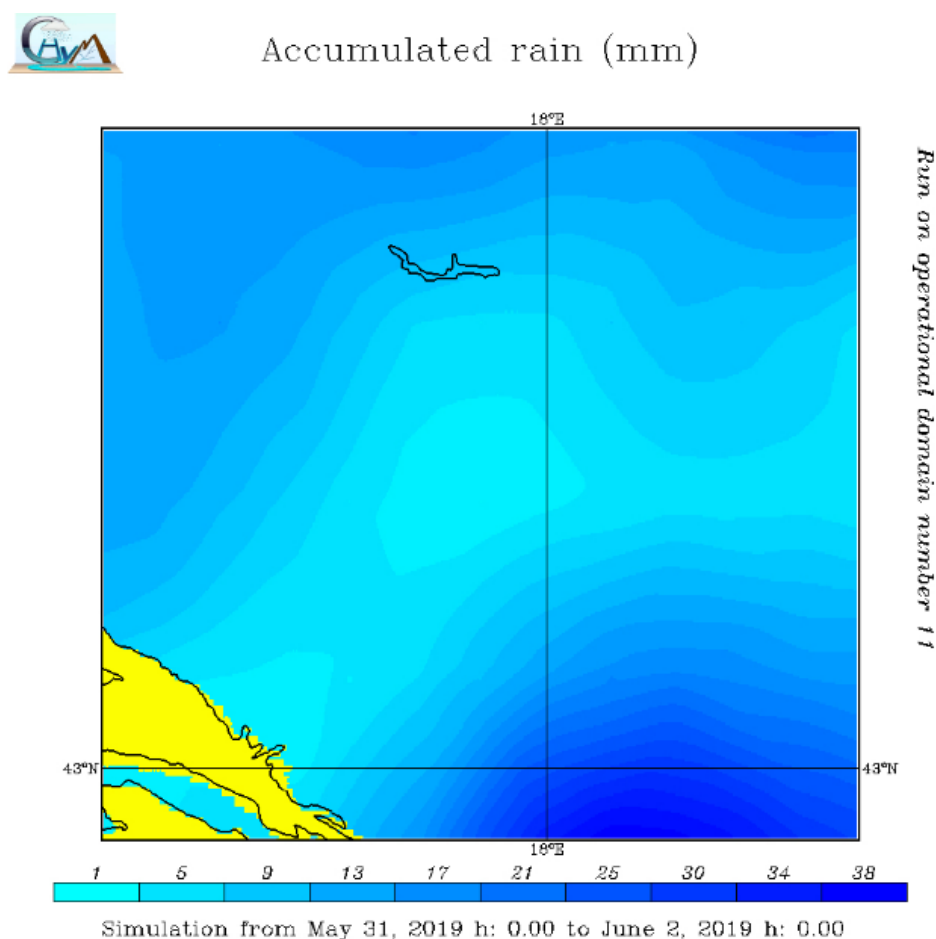 CHyM
Accumulated rain (mm)
18°E
Run on operational domain number 11
43°N
43°N
18°E
1 5 9 13 17 21 25 30 34 38
Simulation from May 31, 2019 h: 0.00 to June 2, 2019 h: 0.00